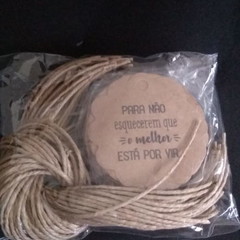 PARA NÃO
esquecerem que
o melhor
ESTÁ POR VIR